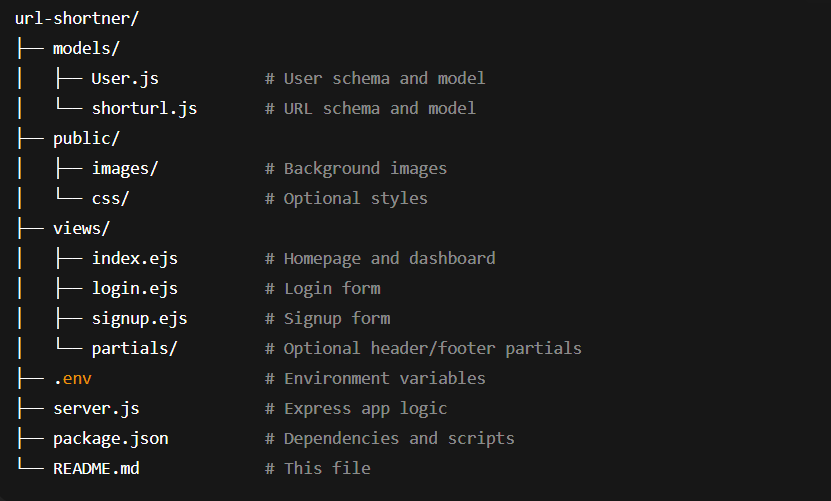 url-shortner/
├── models/
│   ├── User.js           # User schema and model
│   └── shorturl.js       # URL schema and model
├── public/
│   ├── images/           # Background images
│   └── css/              # Optional styles
├── views/
│   ├── index.ejs         # Homepage and dashboard
│   ├── login.ejs         # Login form
│   ├── signup.ejs        # Signup form
│   └── partials/         # Optional header/footer partials
├── .env                  # Environment variables
├── server.js             # Express app logic
├── package.json          # Dependencies and scripts
└── README.md             # This file